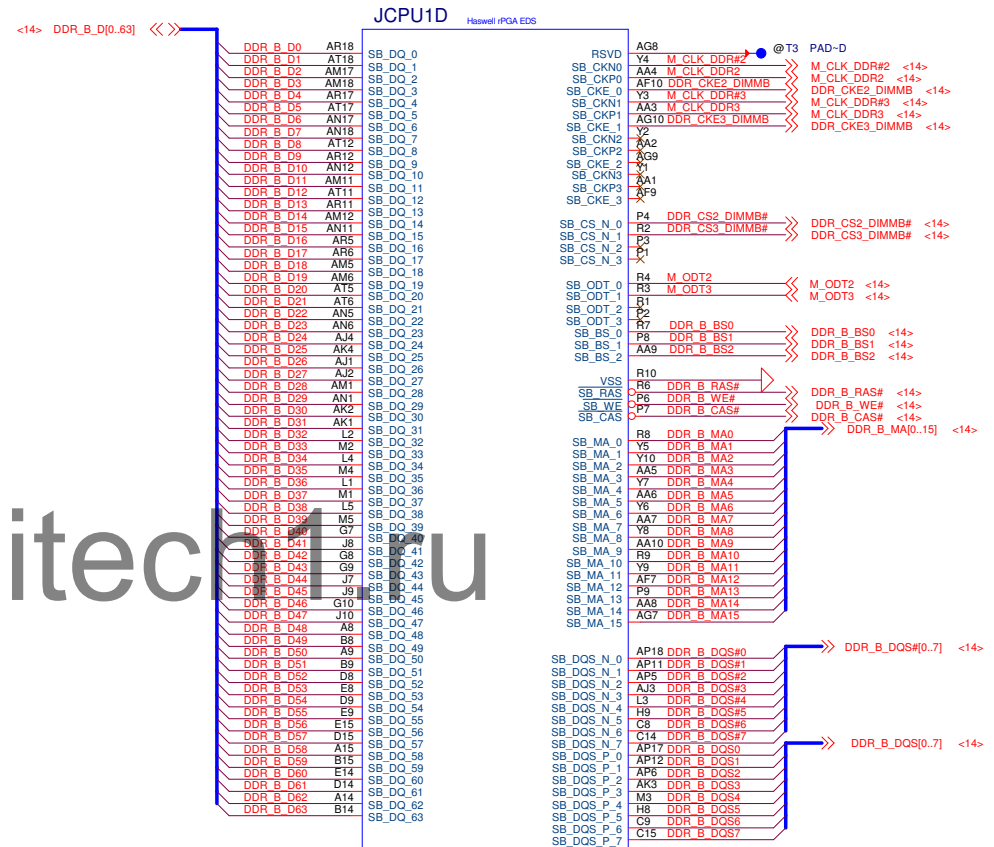 JCPU1D
Haswell rPGA EDS
<14> DDR_B_D[0..63]
DDR_B_D0 AR18 SB_DQ_0
DDR_B_D1 AT18 SB_DQ_1
DDR_B_D2 AM17 SB_DQ_2
DDR_B_D3 AM18 SB_DQ_3
DDR_B_D4 AR17 SB_DQ_4
DDR_B_D5 AT17 SB_DQ_5
DDR_B_D6 AN17 SB_DQ_6
DDR_B_D7 AN18 SB_DQ_7
DDR_B_D8 AT12 SB_DQ_8
DDR_B_D9 AR12 SB_DQ_9
DDR_B_D10 AN12 SB_DQ_10
DDR_B_D11 AM11 SB_DQ_11
DDR_B_D12 AT11 SB_DQ_12
DDR_B_D13 AR11 SB_DQ_13
DDR_B_D14 AM12 SB_DQ_14
DDR_B_D15 AN11 SB_DQ_15
DDR_B_D16 AR5 SB_DQ_16
DDR_B_D17 AR6 SB_DQ_17
DDR_B_D18 AM5 SB_DQ_18
DDR_B_D19 AM6 SB_DQ_19
DDR_B_D20 AT5 SB_DQ_20
DDR_B_D21 AT6 SB_DQ_21
DDR_B_D22 AN5 SB_DQ_22
DDR_B_D23 AN6 SB_DQ_23
DDR_B_D24 AJ4 SB_DQ_24
DDR_B_D25 AK4 SB_DQ_25
DDR_B_D26 AJ1 SB_DQ_26
DDR_B_D27 AJ2 SB_DQ_27
DDR_B_D28 AM1 SB_DQ_28
DDR_B_D29 AN1 SB_DQ_29
DDR_B_D30 AK2 SB_DQ_30
DDR_B_D31 AK1 SB_DQ_31
DDR_B_D32 L2 SB_DQ_32
DDR_B_D33 M2 SB_DQ_33
DDR_B_D34 L4 SB_DQ_34
DDR_B_D35 M4 SB_DQ_35
DDR_B_D36 L1 SB_DQ_36
DDR_B_D37 M1 SB_DQ_37
DDR_B_D38 L5 SB_DQ_38
DDR_B_D39 M5 SB_DQ_39
DDR_B_D40 G7 SB_DQ_40
DDR_B_D41 J8 SB_DQ_41
DDR_B_D42 G8 SB_DQ_42
DDR_B_D43 G9 SB_DQ_43
DDR_B_D44 J7 SB_DQ_44
DDR_B_D45 J9 SB_DQ_45
DDR_B_D46 G10 SB_DQ_46
DDR_B_D47 J10 SB_DQ_47
DDR_B_D48 A8 SB_DQ_48
DDR_B_D49 B8 SB_DQ_49
DDR_B_D50 A9 SB_DQ_50
DDR_B_D51 B9 SB_DQ_51
DDR_B_D52 D8 SB_DQ_52
DDR_B_D53 E8 SB_DQ_53
DDR_B_D54 D9 SB_DQ_54
DDR_B_D55 E9 SB_DQ_55
DDR_B_D56 E15 SB_DQ_56
DDR_B_D57 D15 SB_DQ_57
DDR_B_D58 A15 SB_DQ_58
DDR_B_D59 B15 SB_DQ_59
DDR_B_D60 E14 SB_DQ_60
DDR_B_D61 D14 SB_DQ_61
DDR_B_D62 A14 SB_DQ_62
DDR_B_D63 B14 SB_DQ_63
itech1.ru
RSVD AG8 @T3 PAD~D
SB_CKN0 Y4 M_CLK_DDR#2 M_CLK_DDR#2 <14>
SB_CKP0 AA4 M_CLK_DDR2 M_CLK_DDR2 <14>
SB_CKE_0 AF10 DDR_CKE2_DIMMB DDR_CKE2_DIMMB <14>
SB_CKN1 Y3 M_CLK_DDR#3 M_CLK_DDR#3 <14>
SB_CKP1 AA3 M_CLK_DDR3 M_CLK_DDR3 <14>
SB_CKE_1 AG10 DDR_CKE3_DIMMB DDR_CKE3_DIMMB <14>
SB_CKN2 Y2
SB_CKP2 AA2
SB_CKE_2 AG9
SB_CKN3 Y1
SB_CKP3 AA1
SB_CKE_3 AF9
SB_CS_N_0 P4 DDR_CS2_DIMMB# DDR_CS2_DIMMB# <14>
SB_CS_N_1 R2 DDR_CS3_DIMMB# DDR_CS3_DIMMB# <14>
SB_CS_N_2 P3
SB_CS_N_3 P1
SB_ODT_0 R4 M_ODT2 M_ODT2 <14>
SB_ODT_1 R3 M_ODT3 M_ODT3 <14>
SB_ODT_2 R1
SB_ODT_3 P2
SB_BS_0 R7 DDR_B_BS0 DDR_B_BS0 <14>
SB_BS_1 P8 DDR_B_BS1 DDR_B_BS1 <14>
SB_BS_2 AA9 DDR_B_BS2 DDR_B_BS2 <14>
VSS R10
SB_RAS R6 DDR_B_RAS# DDR_B_RAS# <14>
SB_WE P6 DDR_B_WE# DDR_B_WE# <14>
SB_CAS P7 DDR_B_CAS# DDR_B_CAS# <14>
DDR_B_MA[0..15] <14>
SB_MA_0 R8 DDR_B_MA0
SB_MA_1 Y5 DDR_B_MA1
SB_MA_2 Y10 DDR_B_MA2
SB_MA_3 AA5 DDR_B_MA3
SB_MA_4 Y7 DDR_B_MA4
SB_MA_5 AA6 DDR_B_MA5
SB_MA_6 Y6 DDR_B_MA6
SB_MA_7 AA7 DDR_B_MA7
SB_MA_8 Y8 DDR_B_MA8
SB_MA_9 AA10 DDR_B_MA9
SB_MA_10 R9 DDR_B_MA10
SB_MA_11 Y9 DDR_B_MA11
SB_MA_12 AF7 DDR_B_MA12
SB_MA_13 P9 DDR_B_MA13
SB_MA_14 AA8 DDR_B_MA14
SB_MA_15 AG7 DDR_B_MA15
DDR_B_DQS#[0..7] <14>
SB_DQS_N_0 AP18 DDR_B_DQS#0
SB_DQS_N_1 AP11 DDR_B_DQS#1
SB_DQS_N_2 AP5 DDR_B_DQS#2
SB_DQS_N_3 AJ3 DDR_B_DQS#3
SB_DQS_N_4 L3 DDR_B_DQS#4
SB_DQS_N_5 H9 DDR_B_DQS#5
SB_DQS_N_6 C8 DDR_B_DQS#6
SB_DQS_N_7 C14 DDR_B_DQS#7
DDR_B_DQS[0..7] <14>
SB_DQS_P_0 AP17 DDR_B_DQS0
SB_DQS_P_1 AP12 DDR_B_DQS1
SB_DQS_P_2 AP6 DDR_B_DQS2
SB_DQS_P_3 AK3 DDR_B_DQS3
SB_DQS_P_4 M3 DDR_B_DQS4
SB_DQS_P_5 H8 DDR_B_DQS5
SB_DQS_P_6 C9 DDR_B_DQS6
SB_DQS_P_7 C15 DDR_B_DQS7